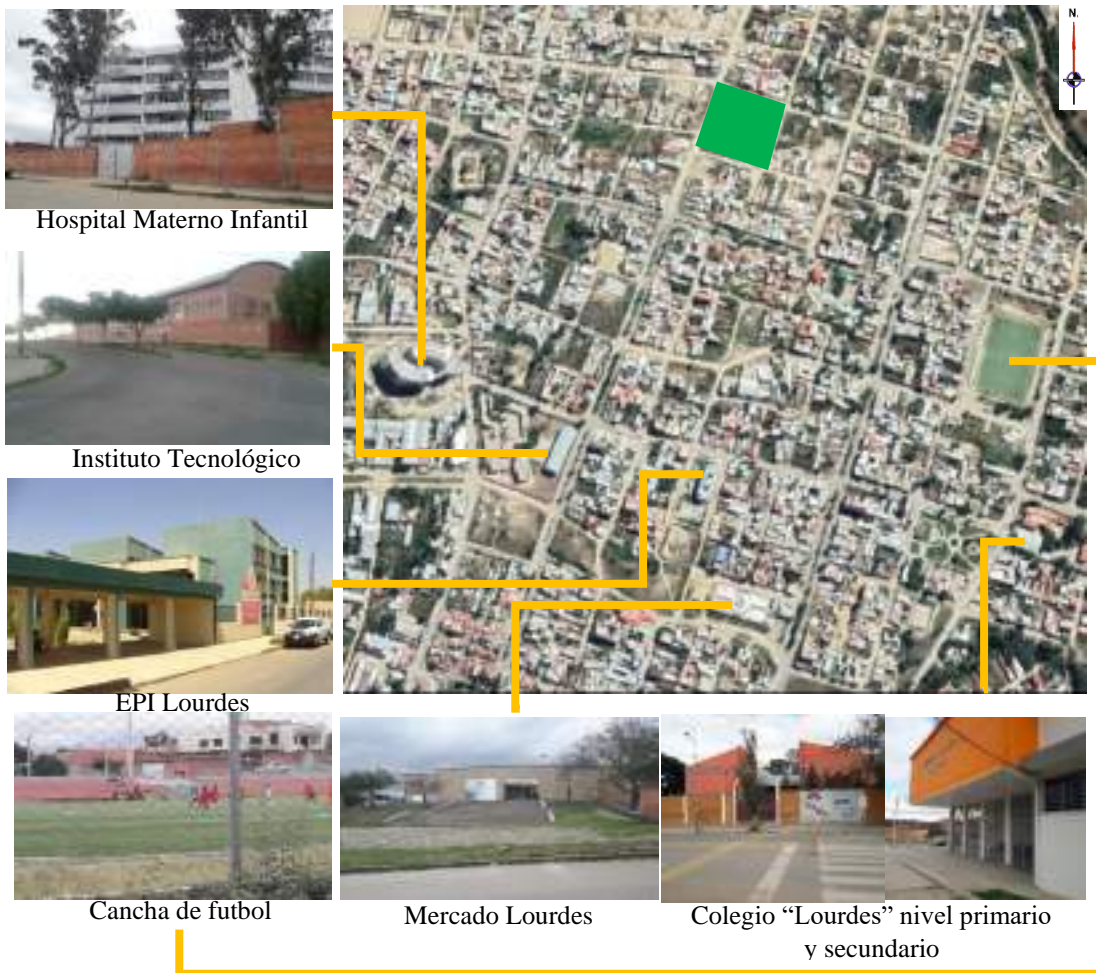 N.
Hospital Materno Infantil
Instituto Tecnológico
EPI Lourdes
Cancha de futbol
Mercado Lourdes
Colegio “Lourdes” nivel primario
y secundario